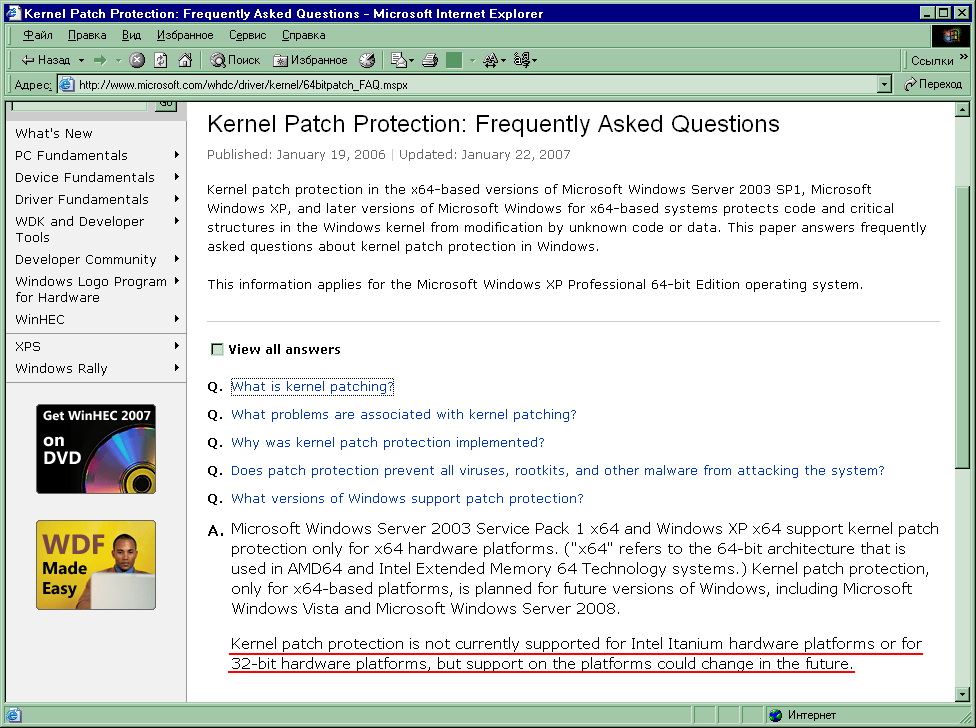 Kernel Patch Protection: Frequently Asked Questions - Microsoft Internet Explorer
Файл Правка Вид Избранное Сервис Справка
Назад Поиск Избранное Ссылки »
Адрес: http://www.microsoft.com/whdc/driver/kernel/64bitpatch_FAQ.mspx Переход
Go
What's New
PC Fundamentals
Device Fundamentals
Driver Fundamentals
WDK and Developer
Tools
Developer Community
Windows Logo Program
for Hardware
WinHEC
XPS
Windows Rally
Get WinHEC 2007
on
DVD
WDF
Made
Easy
Kernel Patch Protection: Frequently Asked Questions
Published: January 19, 2006 | Updated: January 22, 2007
Kernel patch protection in the x64-based versions of Microsoft Windows Server 2003 SP1, Microsoft
Windows XP, and later versions of Microsoft Windows for x64-based systems protects code and critical
structures in the Windows kernel from modification by unknown code or data. This paper answers frequently
asked questions about kernel patch protection in Windows.
This information applies for the Microsoft Windows XP Professional 64-bit Edition operating system.
View all answers
Q. What is kernel patching?
Q. What problems are associated with kernel patching?
Q. Why was kernel patch protection implemented?
Q. Does patch protection prevent all viruses, rootkits, and other malware from attacking the system?
Q. What versions of Windows support patch protection?
A. Microsoft Windows Server 2003 Service Pack 1 x64 and Windows XP x64 support kernel patch
protection only for x64 hardware platforms. ("x64" refers to the 64-bit architecture that is
used in AMD64 and Intel Extended Memory 64 Technology systems.) Kernel patch protection,
only for x64-based platforms, is planned for future versions of Windows, including Microsoft
Windows Vista and Microsoft Windows Server 2008.
Kernel patch protection is not currently supported for Intel Itanium hardware platforms or for
32-bit hardware platforms, but support on the platforms could change in the future.
Интернет